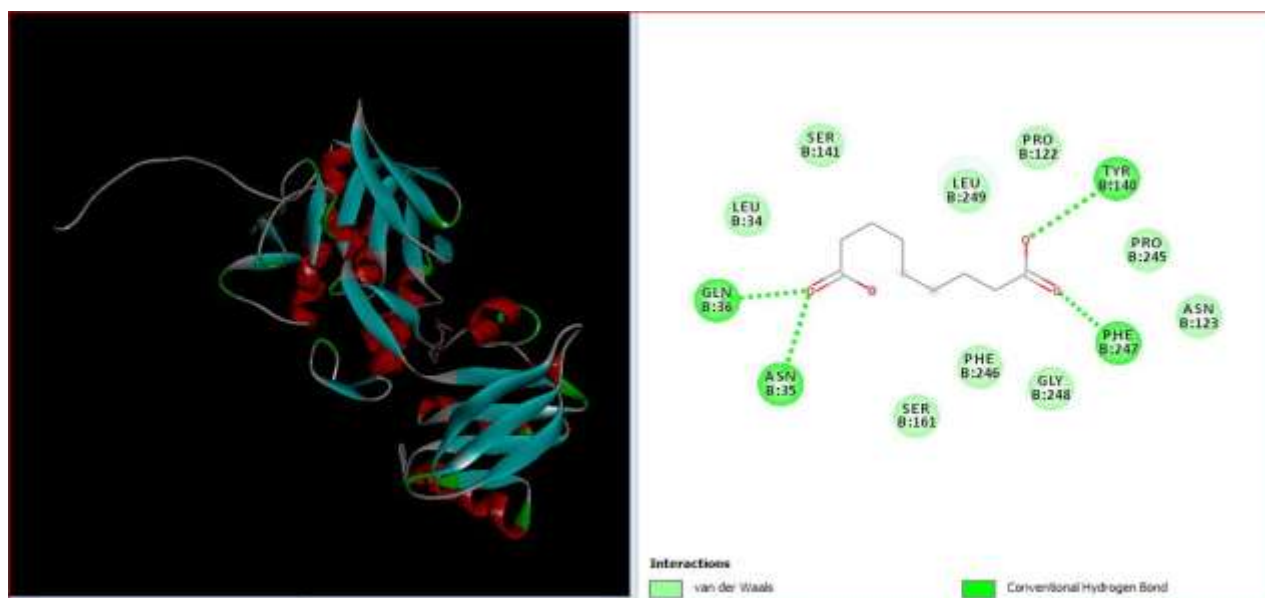 SER
B:141
PRO
B:122
TYR
B:140
LEU
B:249
LEU
B:34
PRO
B:245
GLN
B:36
ASN
B:123
PHE
B:247
ASN
B:35
PHE
B:246
GLY
B:248
SER
B:161
Interactions
van der Waals
Conventional Hydrogen Bond